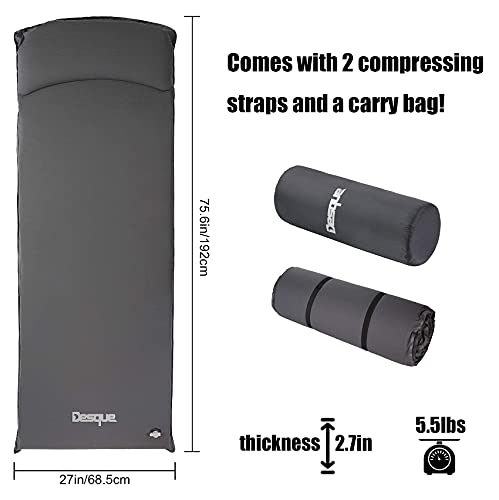 Comes with 2 compressing
straps and a carry bag!
75.6in/192cm
Desque
Desque
27in/68.5cm
thickness
2.7in
5.5lbs